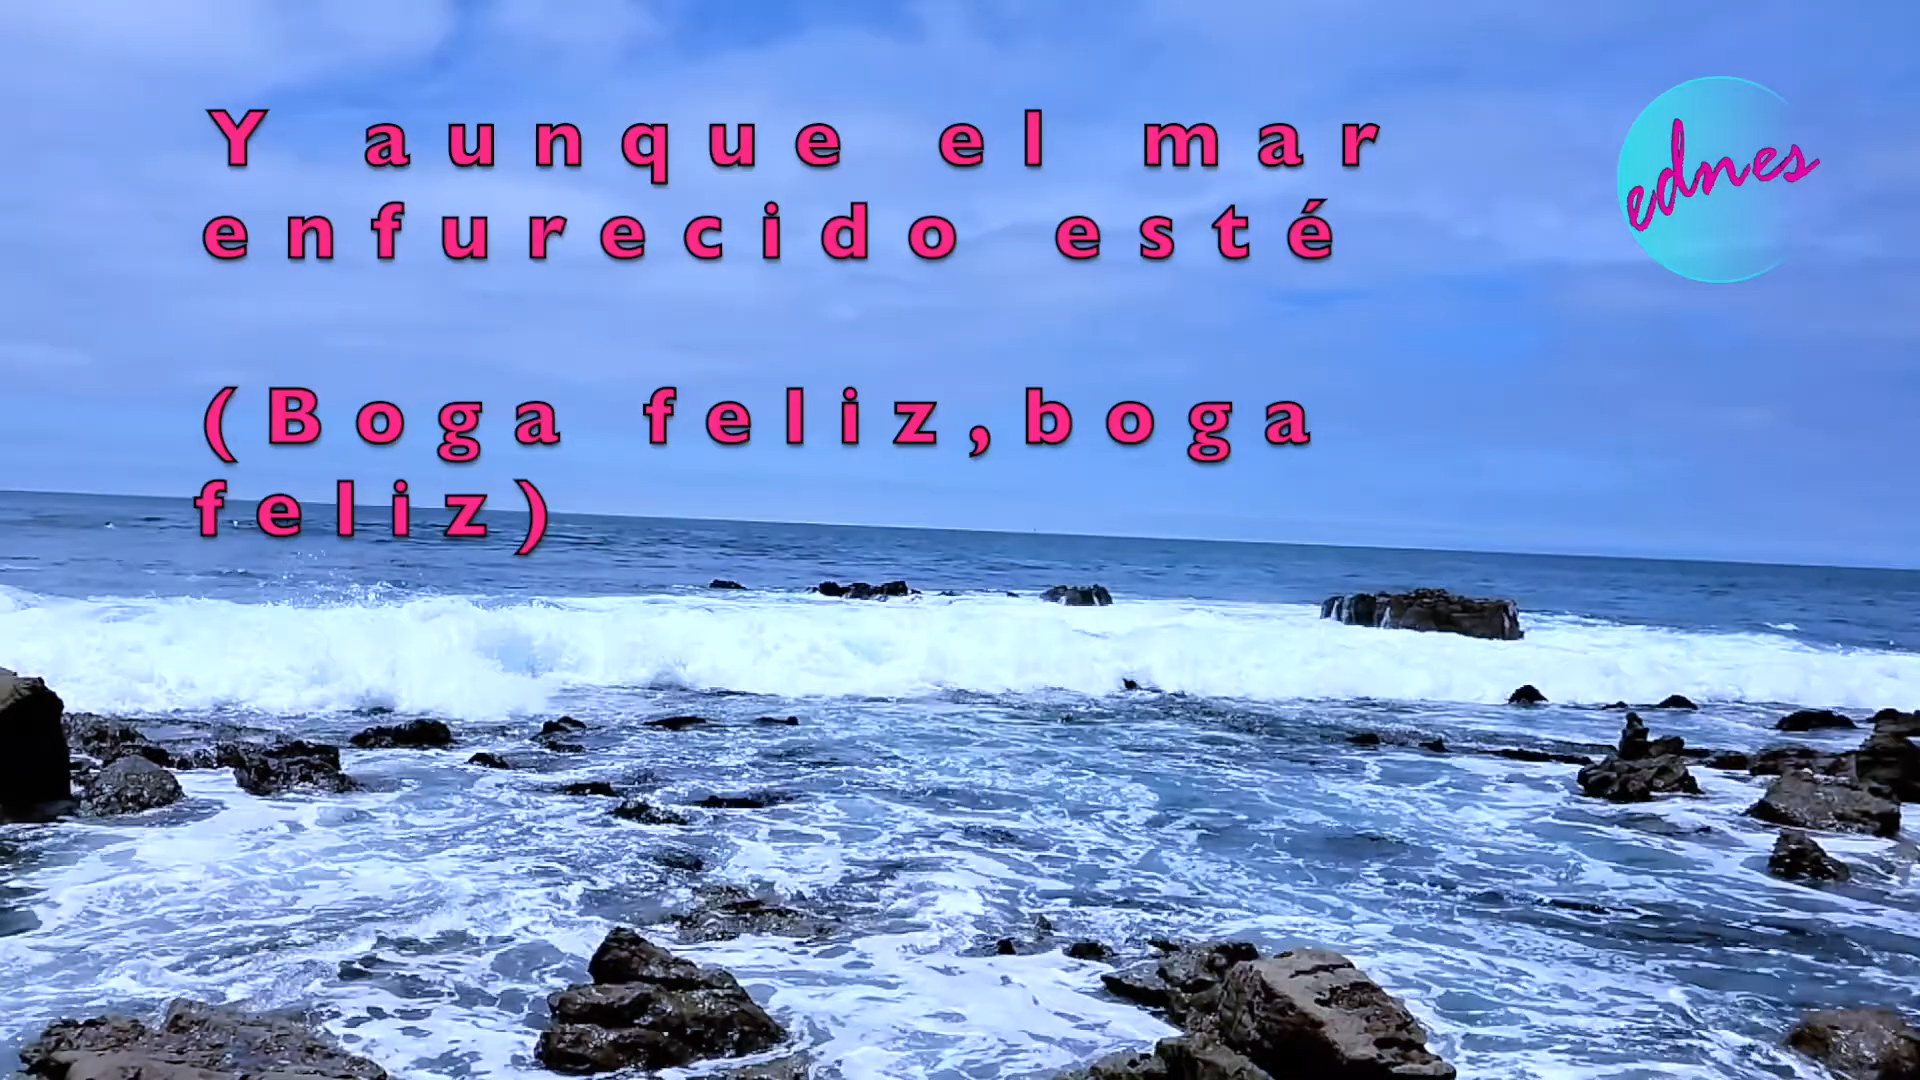 Y aunque el mar
enfurecido esté
(Boga feliz,boga
feliz)
ednes